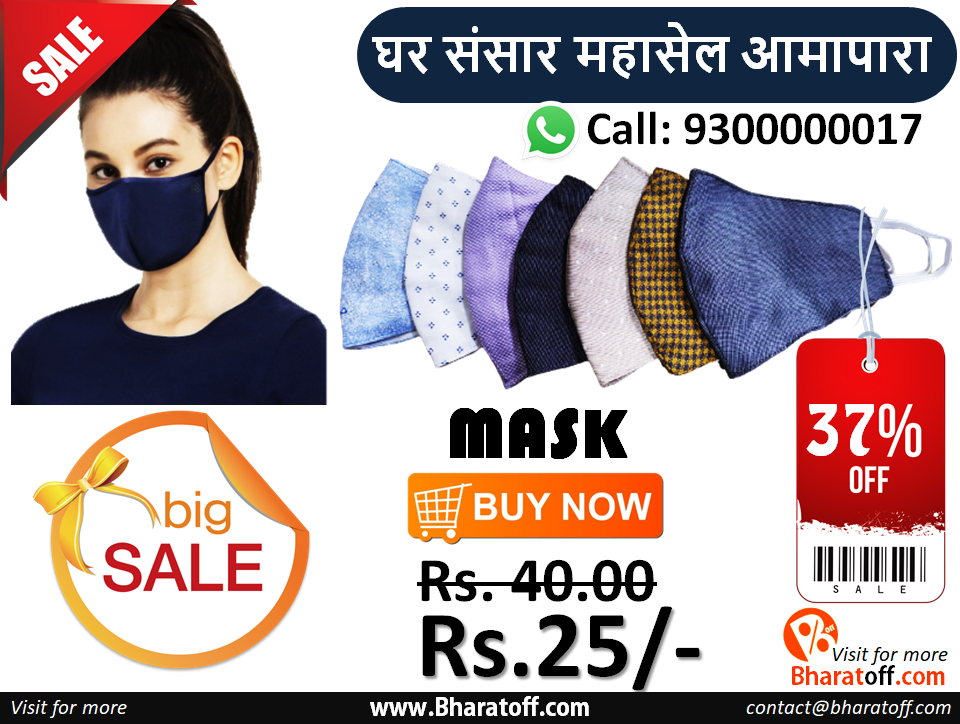 SALE
घर संसार महासेल आमापारा
Call: 9300000017
MASK
37%
OFF
BUY NOW
big
SALE
Rs. 40.00
Rs.25/-
SALE
% off
Visit for more
Bharatoff.com
Visit for more
www.Bharatoff.com
contact@bharatoff.com